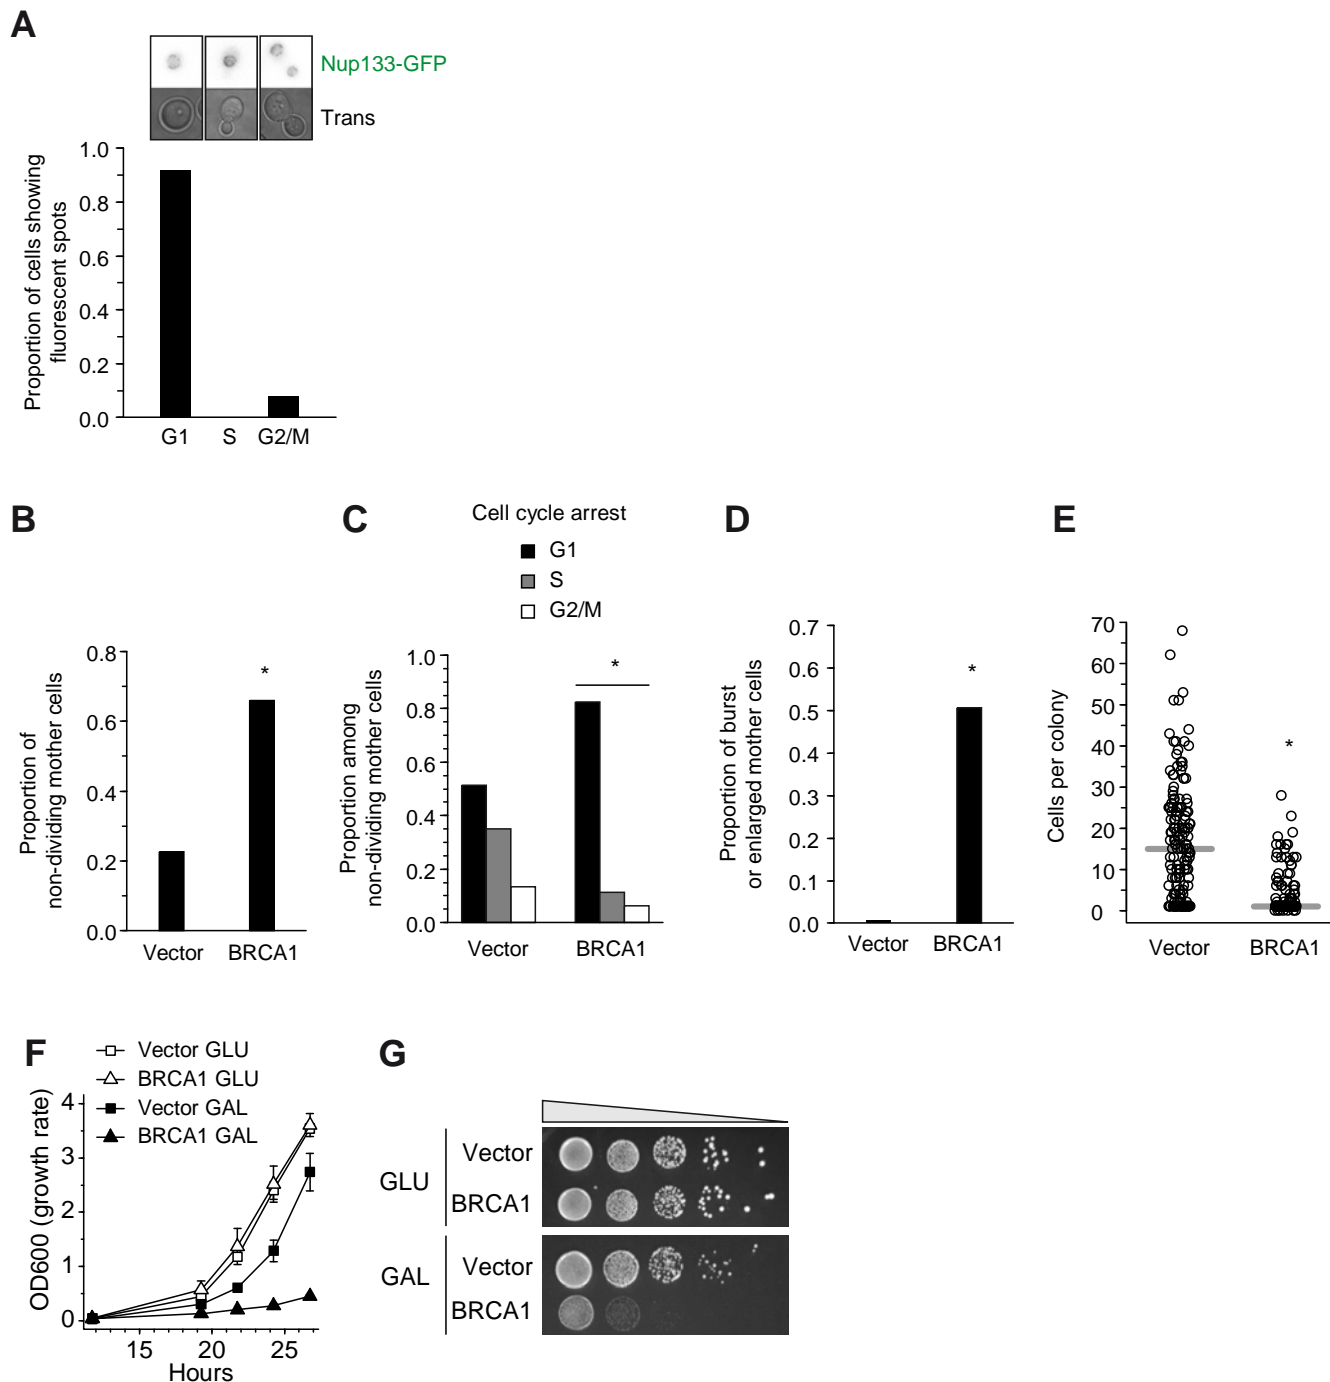 A
Nup133-GFP
Trans
Proportion of cells showing
fluorescent spots
1.0
0.8
0.6
0.4
0.2
0.0
G1 S G2/M
B
Proportion of
non-dividing mother cells
0.8
0.6
0.4
0.2
0.0
*
Vector BRCA1
C
Cell cycle arrest
G1
S
G2/M
Proportion among
non-dividing mother cells
1.0
0.8
0.6
0.4
0.2
0.0
*
Vector BRCA1
D
Proportion of burst
or enlarged mother cells
0.7
0.6
0.5
0.4
0.3
0.2
0.1
0.0
*
Vector BRCA1
E
Cells per colony
70
60
50
40
30
20
10
0
*
Vector BRCA1
F
Vector GLU
BRCA1 GLU
Vector GAL
BRCA1 GAL
OD600 (growth rate)
4
3
2
1
0
15 20 25
Hours
G
GLU
Vector
BRCA1
GAL
Vector
BRCA1